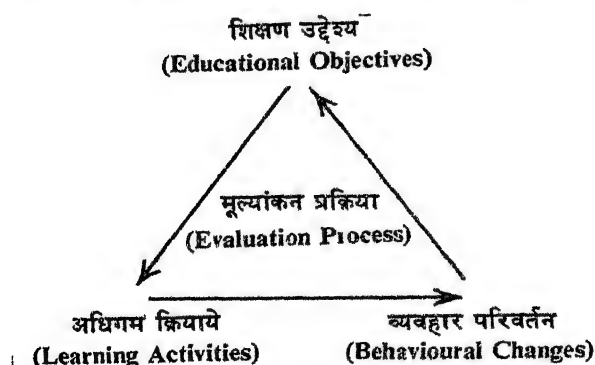 शिक्षण उद्देश्य
(Educational Objectives)
मूल्यांकन प्रक्रिया
(Evaluation Process)
अधिगम क्रियाये
(Learning Activities)
व्यवहार परिवर्तन
(Behavioural Changes)